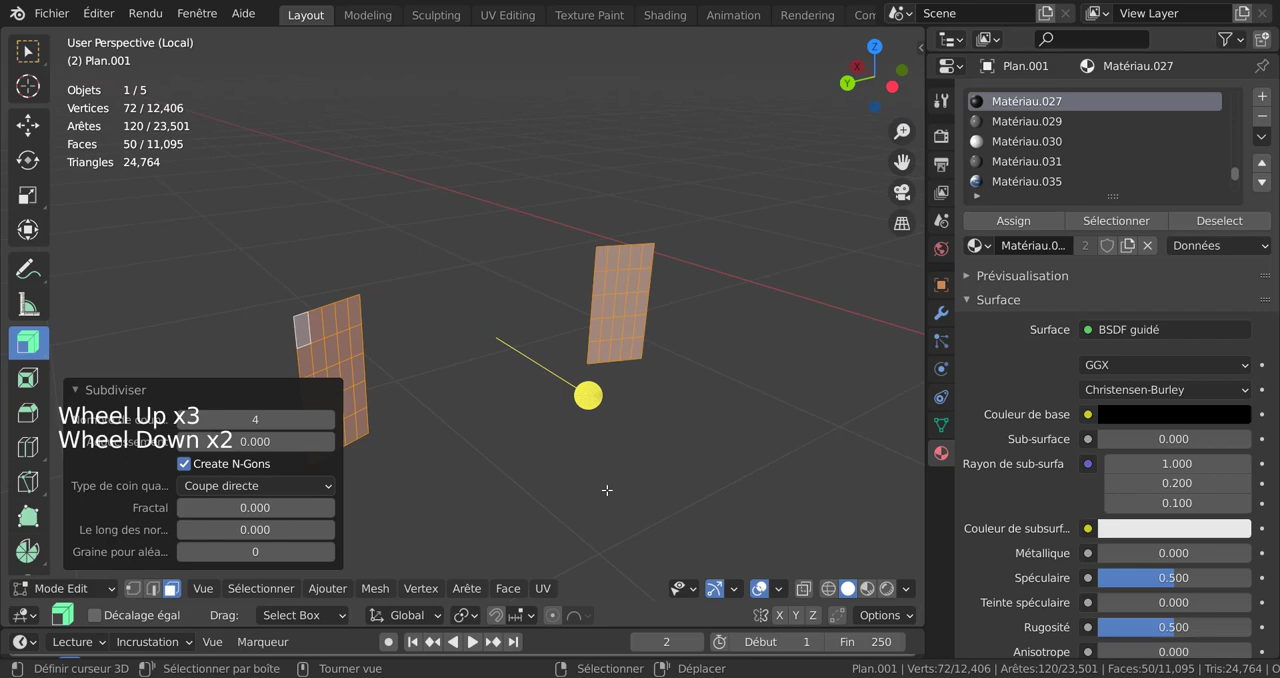 Fichier Éditer Rendu Fenêtre Aide Layout Modeling Sculpting UV Editing Texture Paint Shading Animation Rendering Com Scene View Layer
User Perspective (Local)
(2) Plan.001
Objets 1 / 5
Vertices 72 / 12,406
Arêtes 120 / 23,501
Faces 50 / 11,095
Triangles 24,764
Z
X
Y
Subdiviser
4
0.000
Wheel Up x3
Wheel Down x2
Create N-Gons
Type de coin qua... Coupe directe
Fractal 0.000
Le long des nor... 0.000
Graine pour aléa... 0
Mode Edit Vue Sélectionner Ajouter Mesh Vertex Arête Face UV
Décalage égal Drag: Select Box Global X Y Z Options
Lecture Incrustation Vue Marqueur 2 Début 1 Fin 250
Définir curseur 3D Sélectionner par boîte Tourner vue Sélectionner Déplacer Plan.001 | Verts:72/12,406 | Arêtes:120/23,501 | Faces:50/11,095 | Tris:24,764 | O
Plan.001 Matériau.027
Matériau.027
Matériau.029
Matériau.030
Matériau.031
Matériau.035
Assign Sélectionner Deselect
Matériau.0... 2 Données
Prévisualisation
Surface
Surface BSDF guidé
GGX
Christensen-Burley
Couleur de base
Sub-surface 0.000
Rayon de sub-surfa 1.000
0.200
0.100
Couleur de subsurf...
Métallique 0.000
Spéculaire 0.500
Teinte spéculaire 0.000
Rugosité 0.500
Anisotrope 0.000